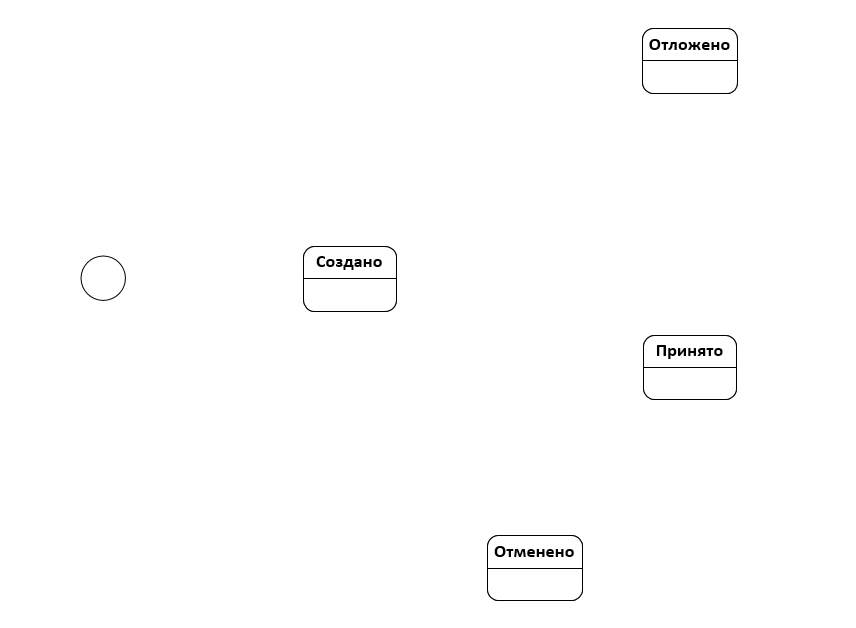 Отложено
Создано
Принято
Отменено